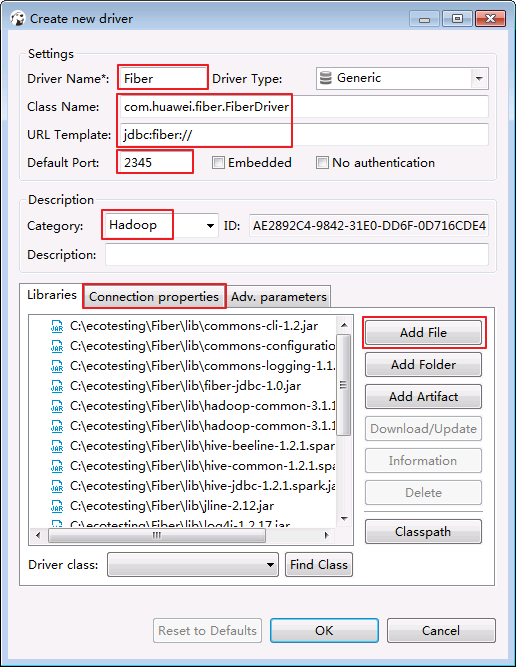 Create new driver
Settings
Driver Name*: Fiber Driver Type: Generic
Class Name: com.huawei.fiber.FiberDriver
URL Template: jdbc:fiber://
Default Port: 2345 Embedded No authentication
Description
Category: Hadoop ID: AE2892C4-9842-31E0-DD6F-0D716CDE4
Description:
Libraries Connection properties Adv. parameters
C:\ecotesting\Fiber\lib\commons-cli-1.2.jar
C:\ecotesting\Fiber\lib\commons-configuratio
C:\ecotesting\Fiber\lib\commons-logging-1.1.
C:\ecotesting\Fiber\lib\fiber-jdbc-1.0.jar
C:\ecotesting\Fiber\lib\hadoop-common-3.1.1
C:\ecotesting\Fiber\lib\hadoop-common-3.1.1
C:\ecotesting\Fiber\lib\hive-beeline-1.2.1.spark
C:\ecotesting\Fiber\lib\hive-common-1.2.1.spa
C:\ecotesting\Fiber\lib\hive-jdbc-1.2.1.spark.ja
C:\ecotesting\Fiber\lib\jline-2.12.jar
C:\ecotesting\Fiber\lib\log4j-1.2.17.jar
Add File
Add Folder
Add Artifact
Download/Update
Information
Delete
Classpath
Driver class: Find Class
Reset to Defaults OK Cancel